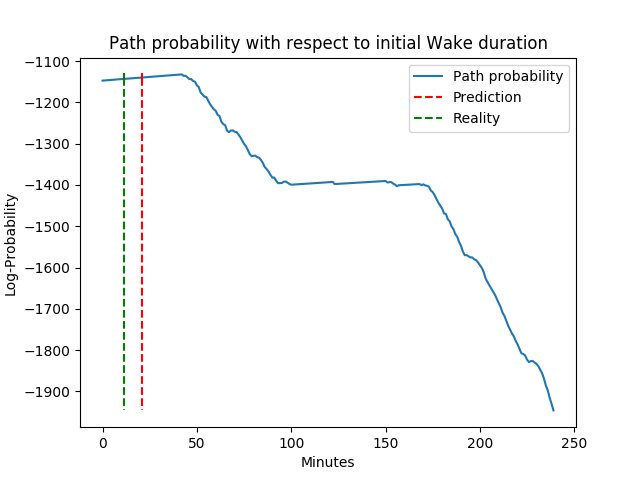 Path probability with respect to initial Wake duration
−1100
−1200
−1300
−1400
−1500
−1600
−1700
−1800
−1900
Log-Probability
Path probability
Prediction
Reality
0 50 100 150 200 250
Minutes